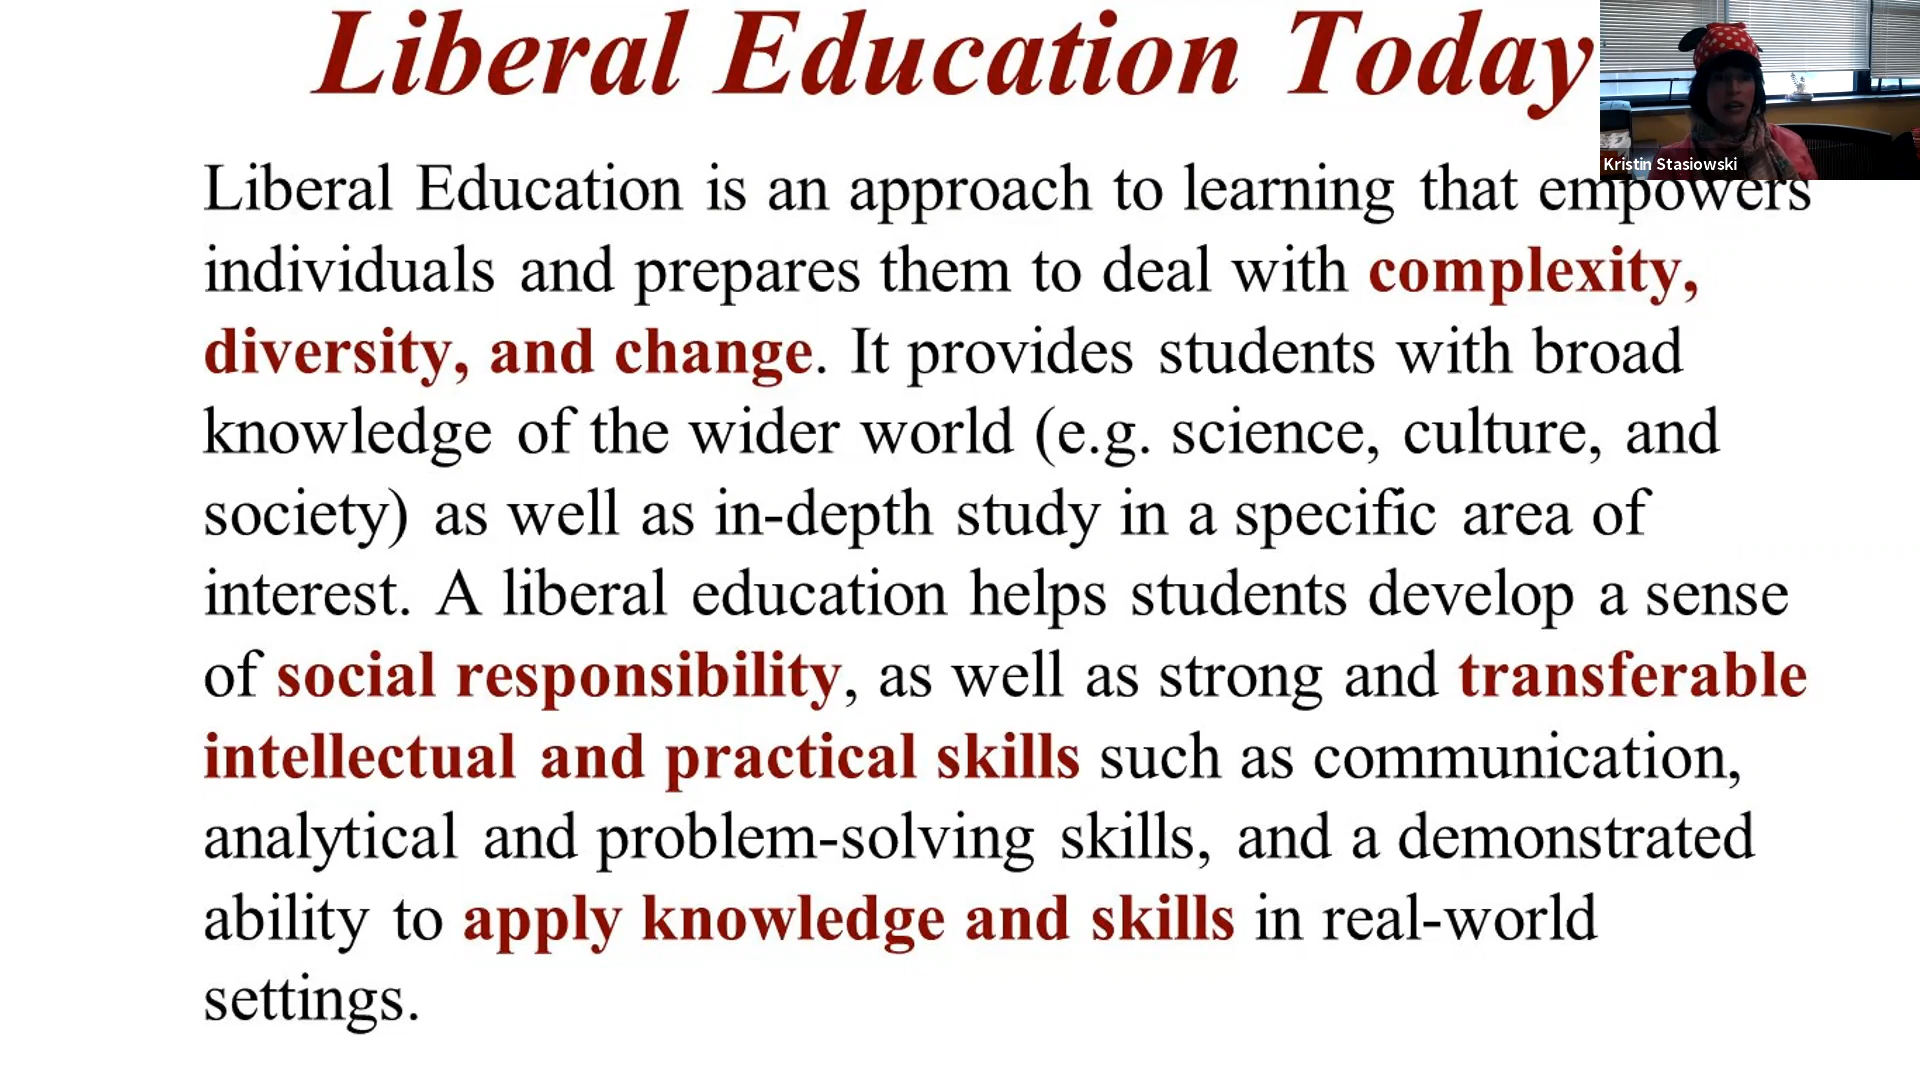 Liberal Education Today
Kristin Stasiowski
Liberal Education is an approach to learning that empowers
individuals and prepares them to deal with complexity,
diversity, and change. It provides students with broad
knowledge of the wider world (e.g. science, culture, and
society) as well as in-depth study in a specific area of
interest. A liberal education helps students develop a sense
of social responsibility, as well as strong and transferable
intellectual and practical skills such as communication,
analytical and problem-solving skills, and a demonstrated
ability to apply knowledge and skills in real-world
settings.